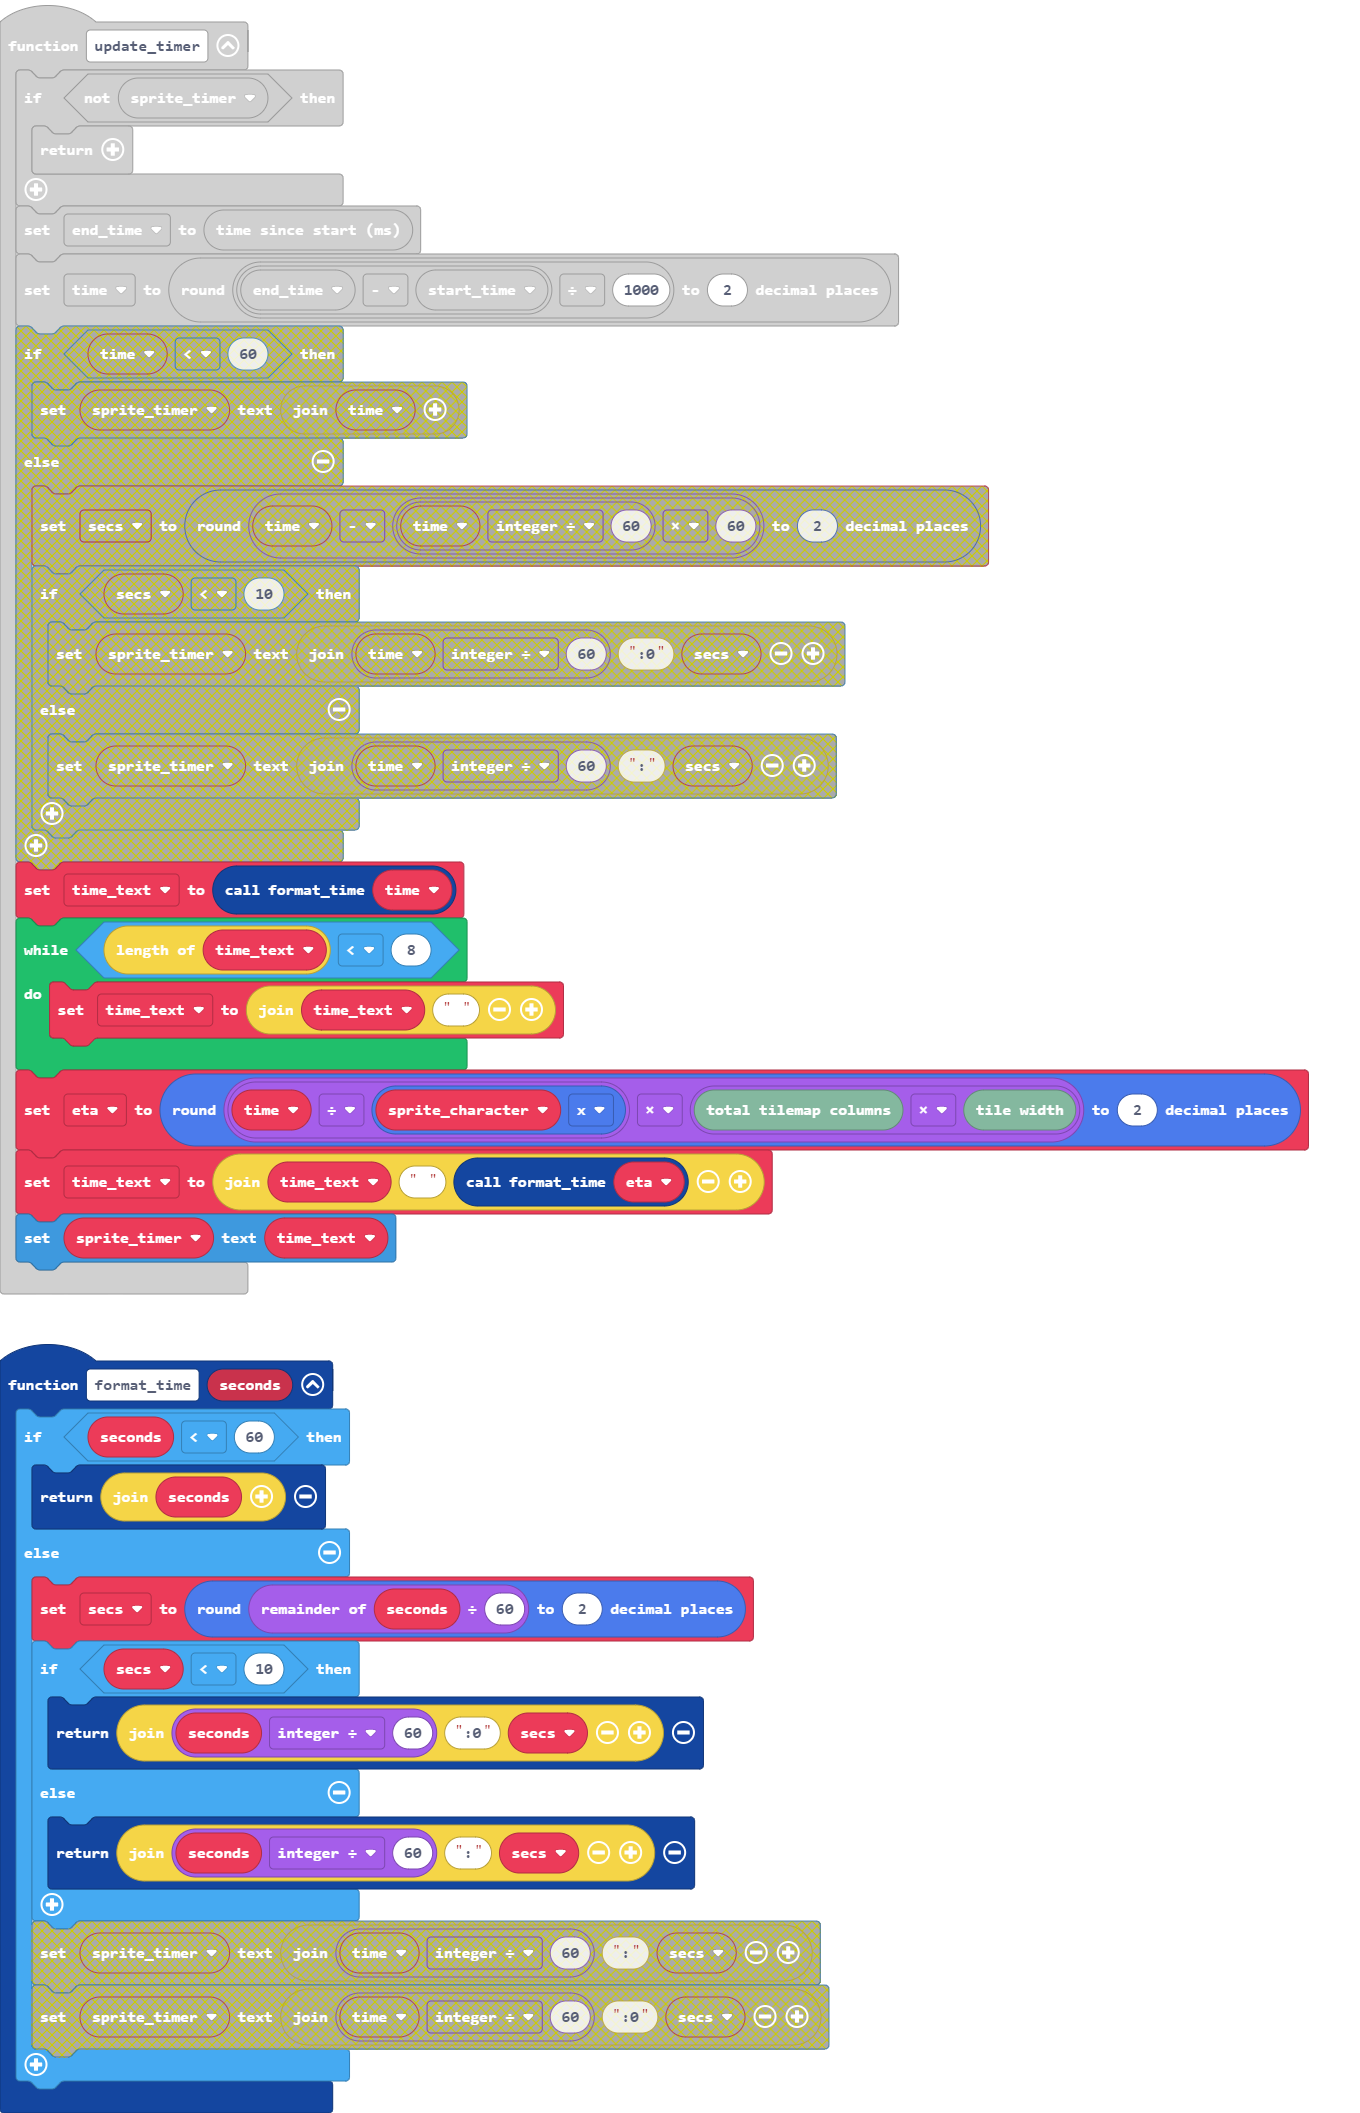 function update_timer
if not sprite_timer then
return
set end_time to time since start (ms)
set time to round end_time - start_time ÷ 1000 to 2 decimal places
if time < 60 then
set sprite_timer text join time
else
set secs to round time - time integer ÷ 60 × 60 to 2 decimal places
if secs < 10 then
set sprite_timer text join time integer ÷ 60 ":0" secs
else
set sprite_timer text join time integer ÷ 60 ":" secs
set time_text to call format_time time
while length of time_text < 8
do set time_text to join time_text " "
set eta to round time ÷ sprite_character x × total tilemap columns × tile width to 2 decimal places
set time_text to join time_text " " call format_time eta
set sprite_timer text time_text
function format_time seconds
if seconds < 60 then
return join seconds
else
set secs to round remainder of seconds ÷ 60 to 2 decimal places
if secs < 10 then
return join seconds integer ÷ 60 ":0" secs
else
return join seconds integer ÷ 60 ":" secs
set sprite_timer text join time integer ÷ 60 ":" secs
set sprite_timer text join time integer ÷ 60 ":0" secs